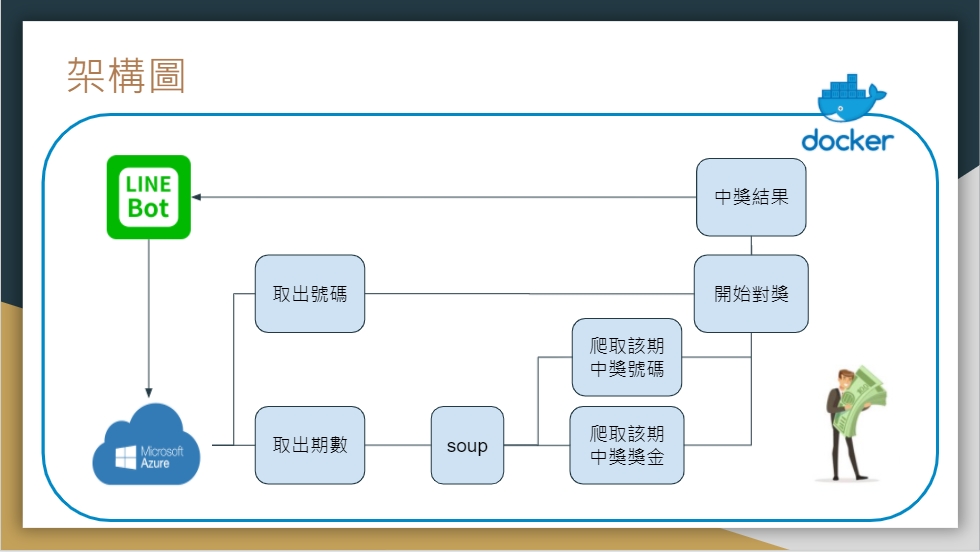 架構圖
docker
LINE
Bot
中獎結果
取出號碼
開始對獎
爬取該期
中獎號碼
Microsoft
Azure
取出期數
soup
爬取該期
中獎獎金